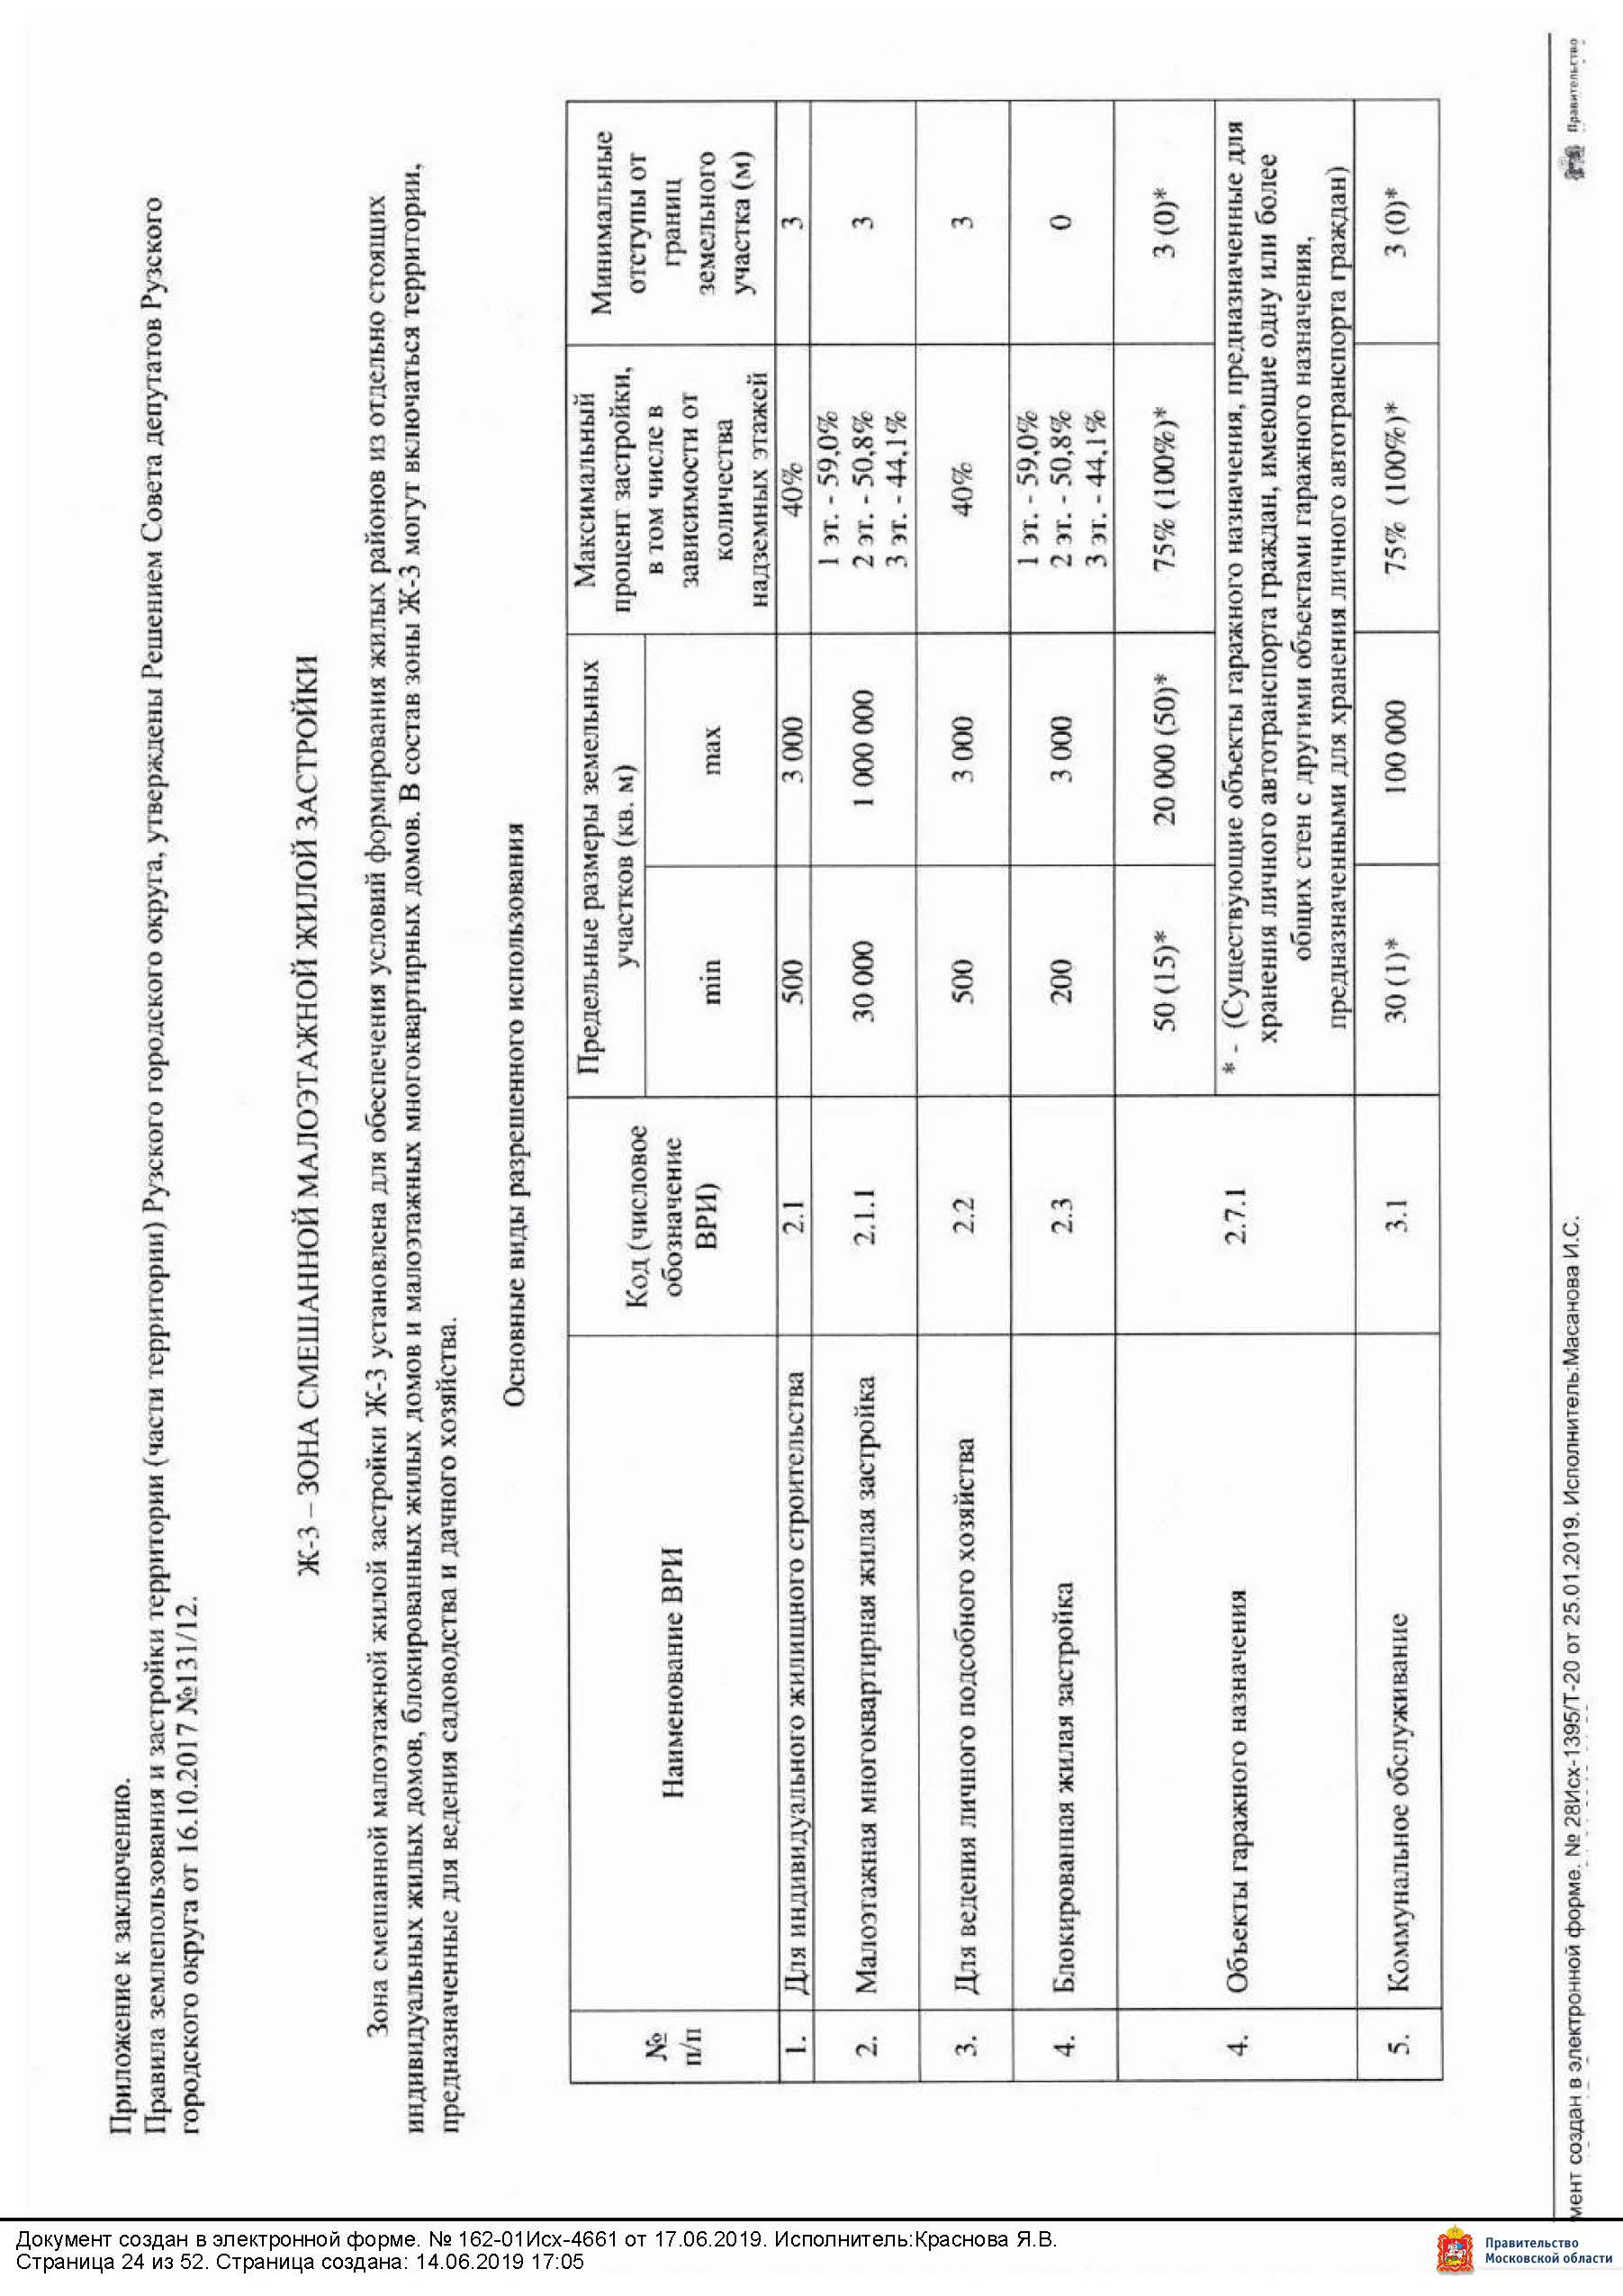 Приложение к заключению.
Правила землепользования и застройки территории (части территории) Рузского городского округа, утверждены Решением Совета депутатов Рузского
городского округа от 16.10.2017 №131/12.
Ж-3 – ЗОНА СМЕШАННОЙ МАЛОЭТАЖНОЙ ЖИЛОЙ ЗАСТРОЙКИ
Зона смешанной малоэтажной жилой застройки Ж-3 установлена для обеспечения условий формирования жилых районов из отдельно стоящих
индивидуальных жилых домов, блокированных жилых домов и малоэтажных многоквартирных домов. В состав зоны Ж-3 могут включаться территории,
предназначенные для ведения садоводства и дачного хозяйства.
Основные виды разрешенного использования
№
п/п
Наименование ВРИ
Код (числовое
обозначение
ВРИ)
Предельные размеры земельных
участков (кв. м)
min
max
Максимальный
процент застройки,
в том числе в
зависимости от
количества
надземных этажей
Минимальные
отступы от
границ
земельного
участка (м)
1. Для индивидуального жилищного строительства 2.1 500 3 000 40% 3
2. Малоэтажная многоквартирная жилая застройка 2.1.1 30 000 1 000 000
1 эт. - 59,0%
2 эт. - 50,8%
3 эт. - 44,1%
3
3. Для ведения личного подсобного хозяйства 2.2 500 3 000 40% 3
4. Блокированная жилая застройка 2.3 200 3 000
1 эт. - 59,0%
2 эт. - 50,8%
3 эт. - 44,1%
0
4. Объекты гаражного назначения 2.7.1
50 (15)* 20 000 (50)* 75% (100%)* 3 (0)*
* - (Существующие объекты гаражного назначения, предназначенные для
хранения личного автотранспорта граждан, имеющие одну или более
общих стен с другими объектами гаражного назначения,
предназначенными для хранения личного автотранспорта граждан)
5. Коммунальное обслуживание 3.1 30 (1)* 100 000 75% (100%)* 3 (0)*
мент создан в электронной форме. № 28Исх-1395/Т-20 от 25.01.2019. Исполнитель:Масанова И.С.
Правительство
Документ создан в электронной форме. № 162-01Исх-4661 от 17.06.2019. Исполнитель:Краснова Я.В.
Страница 24 из 52. Страница создана: 14.06.2019 17:05
Правительство
Московской области